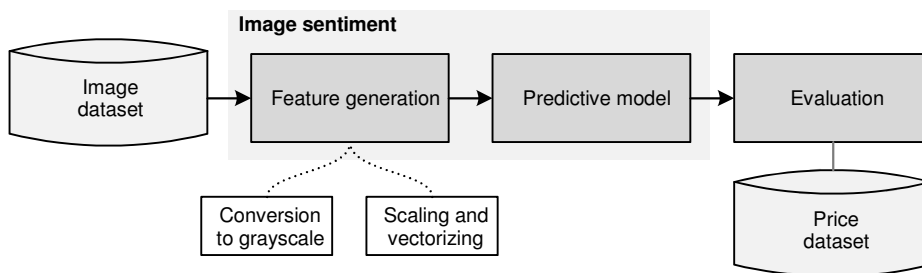 Image sentiment
Image
dataset
Feature generation
Predictive model
Evaluation
Conversion
to grayscale
Scaling and
vectorizing
Price
dataset